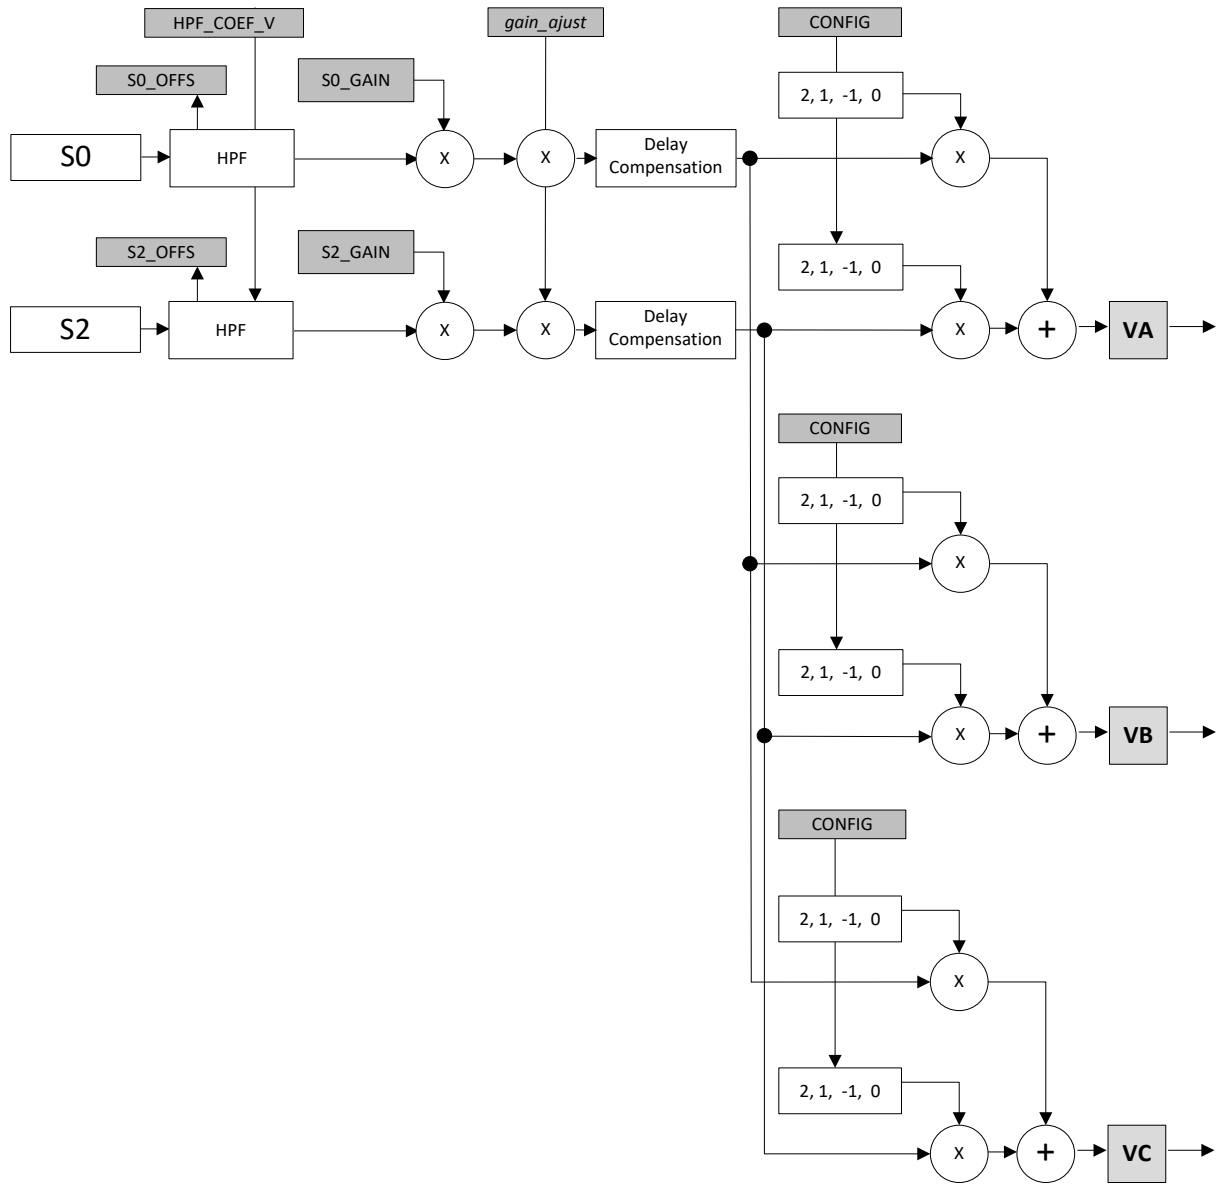 HPF_COEF_V
gain_ajust
CONFIG
S0_OFFS
S0_GAIN
2, 1, -1, 0
S0
HPF
X
X
Delay
Compensation
X
S2_OFFS
S2_GAIN
2, 1, -1, 0
S2
HPF
X
X
Delay
Compensation
X
+
VA
CONFIG
2, 1, -1, 0
X
2, 1, -1, 0
X
+
VB
CONFIG
2, 1, -1, 0
X
2, 1, -1, 0
X
+
VC